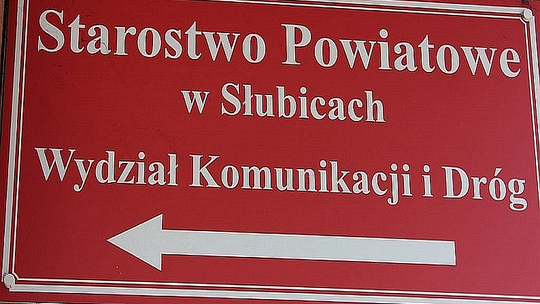 Starostwo Powiatowe
w Słubicach
Wydział Komunikacji i Dróg